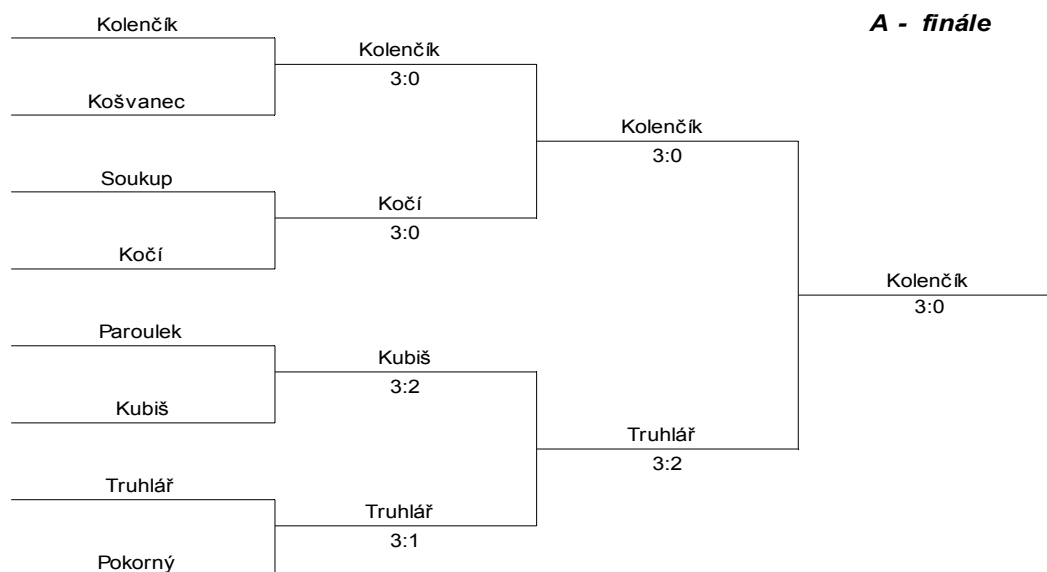 A - finále
Kolenčík
Kolenčík
3:0
Košvanec
Kolenčík
3:0
Soukup
Kočí
3:0
Kočí
Kolenčík
3:0
Paroulek
Kubiš
3:2
Kubiš
Truhlář
3:2
Truhlář
Truhlář
3:1
Pokorný